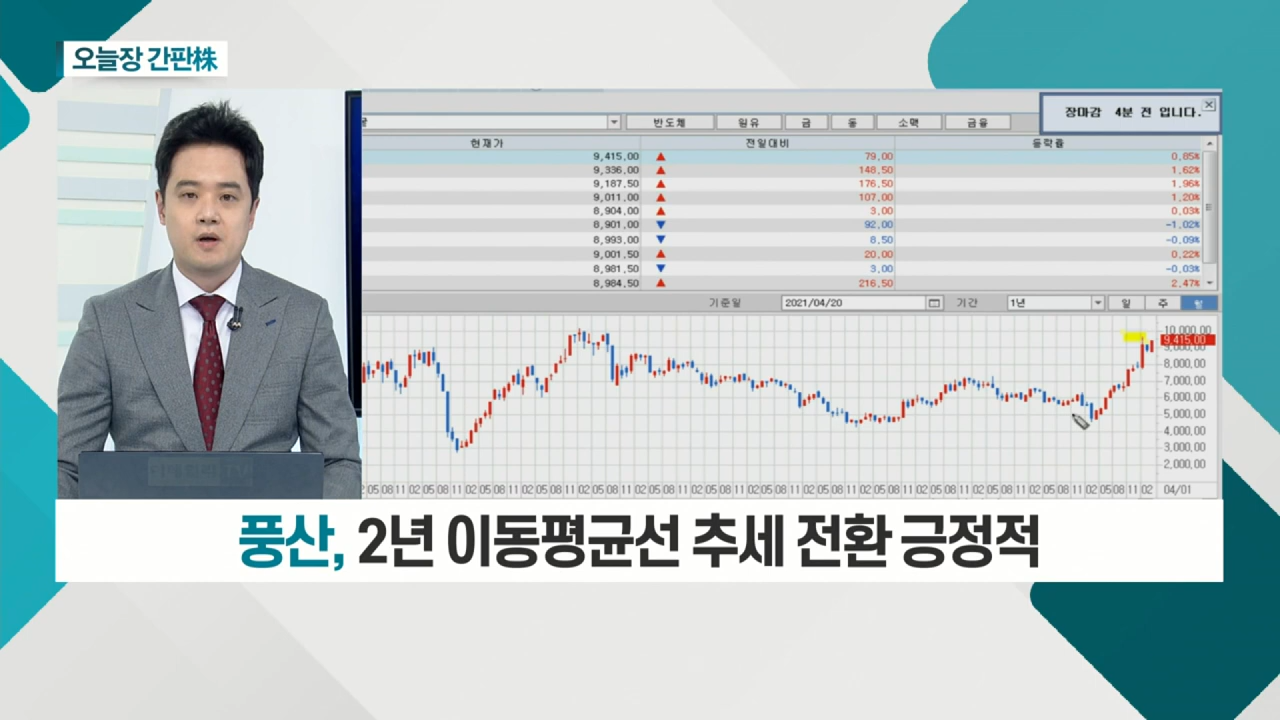 오늘장 간판株
장마감 4분 전 입니다.
반도체 원유 금 동 소맥 금융
현재가 전일대비 등락률
9,415,00 ▲ 79,00 0,85%
9,336,00 ▲ 148,50 1,62%
9,187,50 ▲ 176,50 1,96%
9,011,00 ▲ 107,00 1,20%
8,904,00 ▲ 3,00 0,03%
8,901,00 ▼ 92,00 -1,02%
8,993,00 ▼ 8,50 -0,09%
9,001,50 ▲ 20,00 0,22%
8,981,50 ▼ 3,00 -0,03%
8,984,50 ▲ 216,50 2,47%
기준일 2021/04/20 기간 1년 일 주 월
10,000,00
9,415,00
9,000,00
8,000,00
7,000,00
6,000,00
5,000,00
4,000,00
3,000,00
2,000,00
04/01
풍산, 2년 이동평균선 추세 전환 긍정적